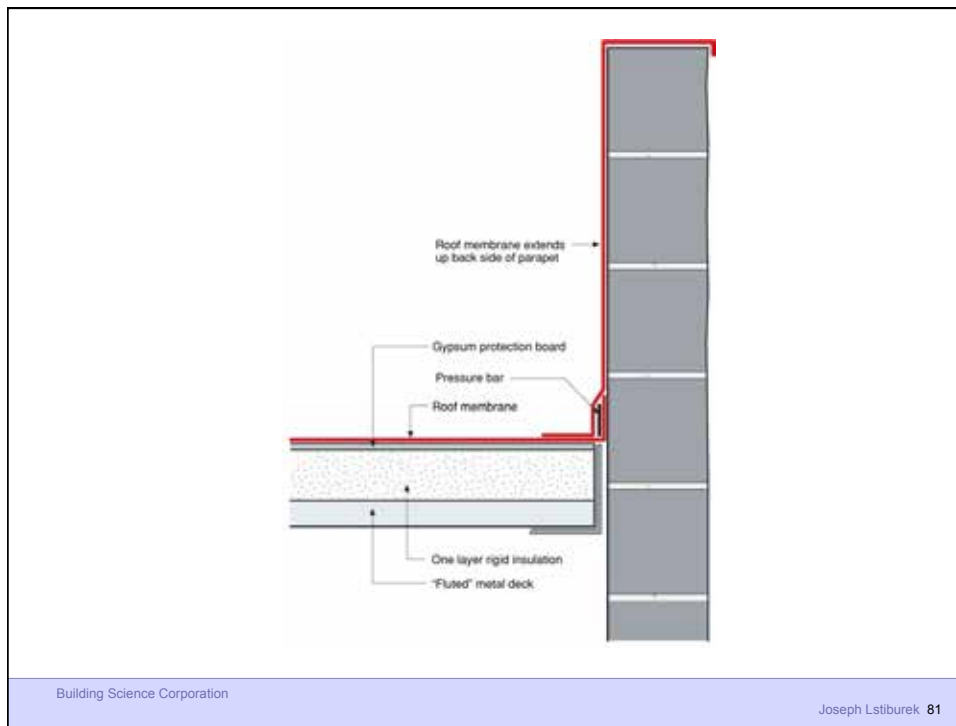 Roof membrane extends
up back side of parapet
Gypsum protection board
Pressure bar
Roof membrane
One layer rigid insulation
"Fluted" metal deck
Building Science Corporation
Joseph Lstiburek 81